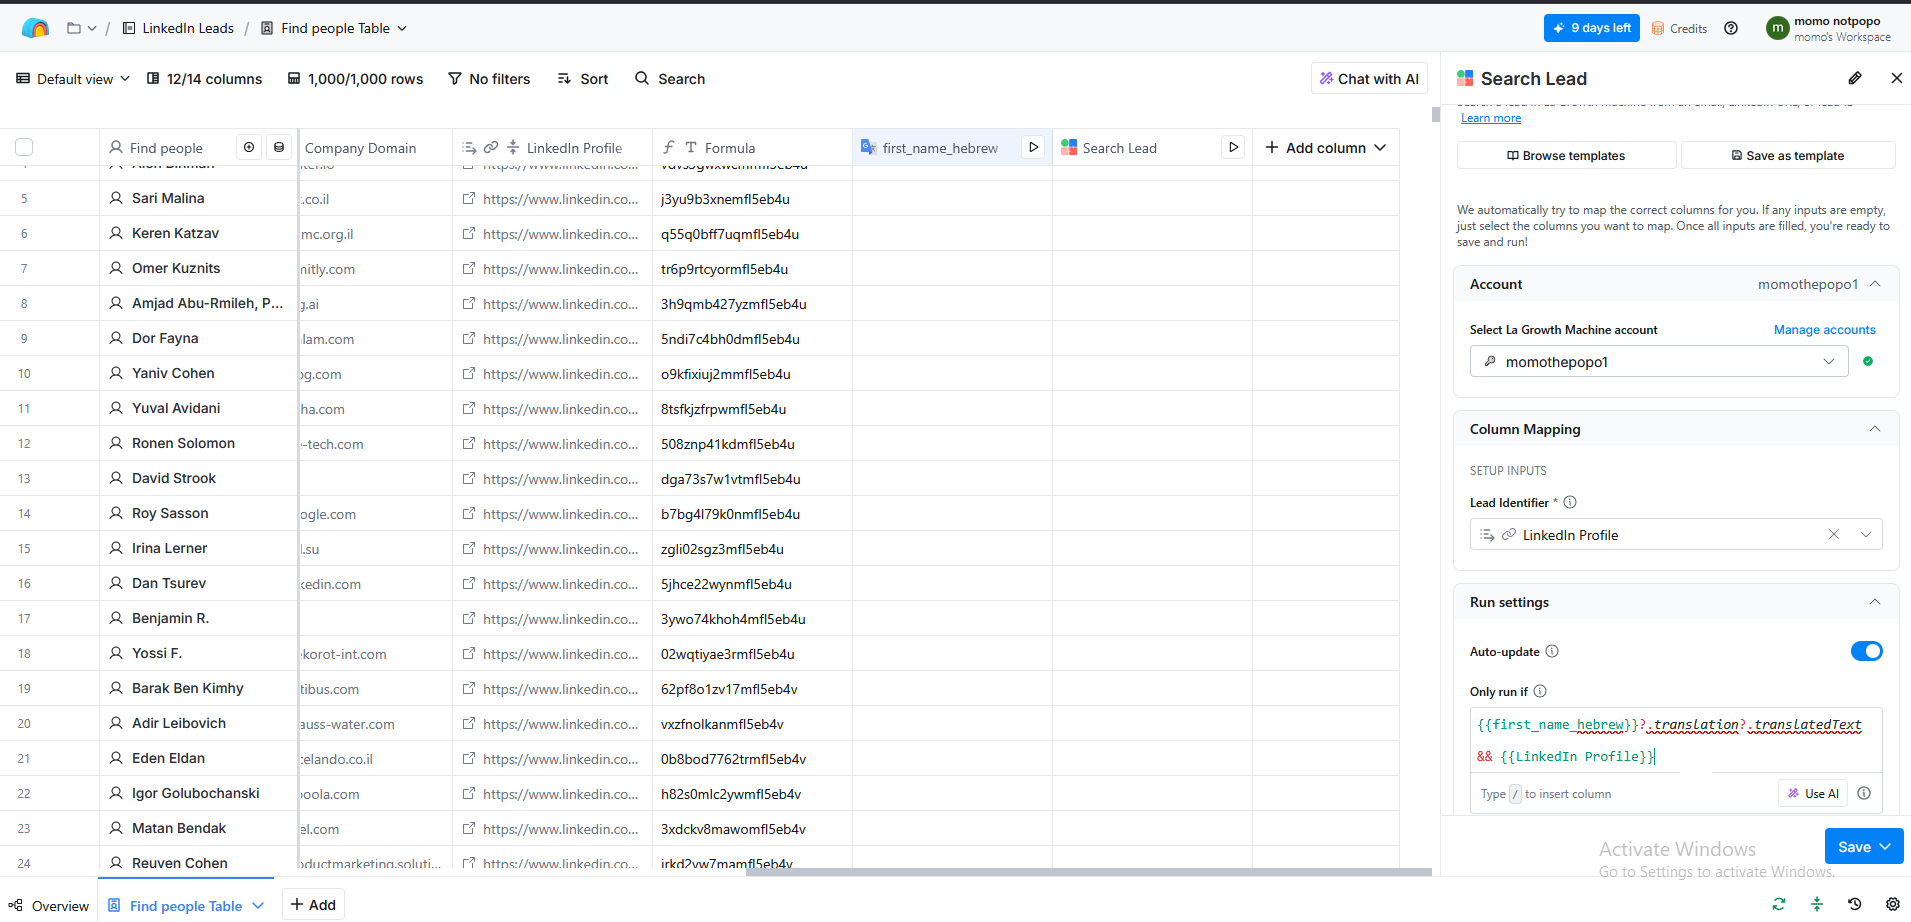 LinkedIn Leads / Find people Table
9 days left
Credits
m
momo notpopo
momo's Workspace
Default view
12/14 columns
1,000/1,000 rows
No filters
Sort
Search
Chat with AI
Search Lead
Learn more
Browse templates
Save as template
We automatically try to map the correct columns for you. If any inputs are empty,
just select the columns you want to map. Once all inputs are filled, you're ready to
save and run!
Account
momothepopo1
Select La Growth Machine account
Manage accounts
momothepopo1
Column Mapping
SETUP INPUTS
Lead Identifier *
LinkedIn Profile
Run settings
Auto-update
Only run if
{{first_name_hebrew}}?.translation?.translatedText
&& {{LinkedIn Profile}}
Type / to insert column
Use AI
Save
Activate Windows
Go to Settings to activate Windows.
Find people Company Domain LinkedIn Profile Formula first_name_hebrew Search Lead Add column
5 Sari Malina .co.il https://www.linkedin.co... j3yu9b3xnemfl5eb4u
6 Keren Katzav mc.org.il https://www.linkedin.co... q55q0bff7uqmfl5eb4u
7 Omer Kuznits nitly.com https://www.linkedin.co... tr6p9rtcyormfl5eb4u
8 Amjad Abu-Rmileh, P... g.ai https://www.linkedin.co... 3h9qmb427yzmfl5eb4u
9 Dor Fayna lam.com https://www.linkedin.co... 5ndi7c4bh0dmfl5eb4u
10 Yaniv Cohen og.com https://www.linkedin.co... o9kfixiuj2mmfl5eb4u
11 Yuval Avidani ha.com https://www.linkedin.co... 8tsfkjzfrpwmfl5eb4u
12 Ronen Solomon -tech.com https://www.linkedin.co... 508znp41kdmfl5eb4u
13 David Strook https://www.linkedin.co... dga73s7w1vtmfl5eb4u
14 Roy Sasson ogle.com https://www.linkedin.co... b7bg4l79k0nmfl5eb4u
15 Irina Lerner l.su https://www.linkedin.co... zgli02sgz3mfl5eb4u
16 Dan Tsurev kedin.com https://www.linkedin.co... 5jhce22wynmfl5eb4u
17 Benjamin R. https://www.linkedin.co... 3ywo74khoh4mfl5eb4u
18 Yossi F. ekorot-int.com https://www.linkedin.co... 02wqtiyae3rmfl5eb4u
19 Barak Ben Kimhy tibus.com https://www.linkedin.co... 62pf8o1zv17mfl5eb4v
20 Adir Leibovich auss-water.com https://www.linkedin.co... vxzfnolkanmfl5eb4v
21 Eden Eldan celando.co.il https://www.linkedin.co... 0b8bod7762trmfl5eb4v
22 Igor Golubochanski oola.com https://www.linkedin.co... h82s0mlc2ywmfl5eb4v
23 Matan Bendak el.com https://www.linkedin.co... 3xdckv8mawomfl5eb4v
24 Reuven Cohen oductmarketing.soluti... https://www.linkedin.co... irkd2vw7mamfl5eb4v
Overview
Find people Table
Add